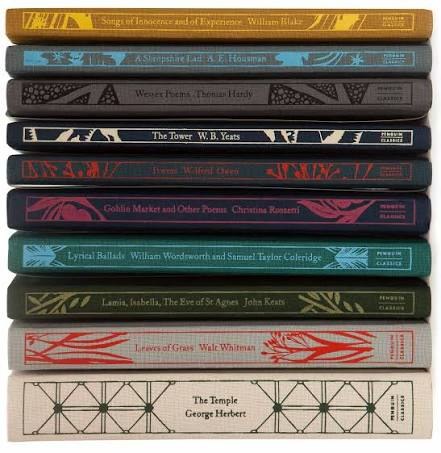 Songs of Innocence and of Experience William Blake PENGUIN CLASSICS
A Shropshire Lad A. E. Housman PENGUIN CLASSICS
Wessex Poems Thomas Hardy PENGUIN CLASSICS
The Tower W. B. Yeats PENGUIN CLASSICS
Poems Wilfred Owen PENGUIN CLASSICS
Goblin Market and Other Poems Christina Rossetti PENGUIN CLASSICS
Lyrical Ballads William Wordsworth and Samuel Taylor Coleridge PENGUIN CLASSICS
Lamia, Isabella, The Eve of St Agnes John Keats PENGUIN CLASSICS
Leaves of Grass Walt Whitman PENGUIN CLASSICS
The Temple
George Herbert
PENGUIN CLASSICS